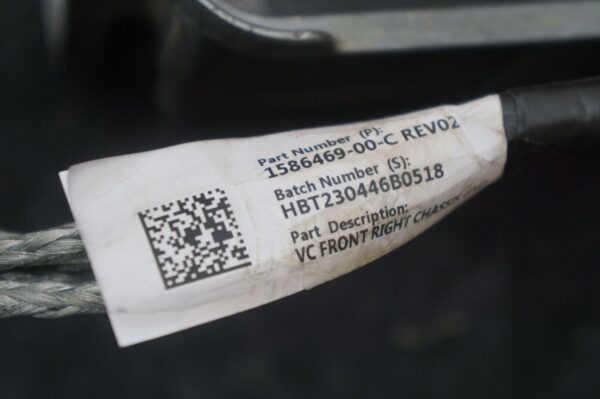 Part Number (P):
1586469-00-C REV02
Batch Number (S):
HBT230446B0518
Part Description:
VC FRONT RIGHT CHASSIS